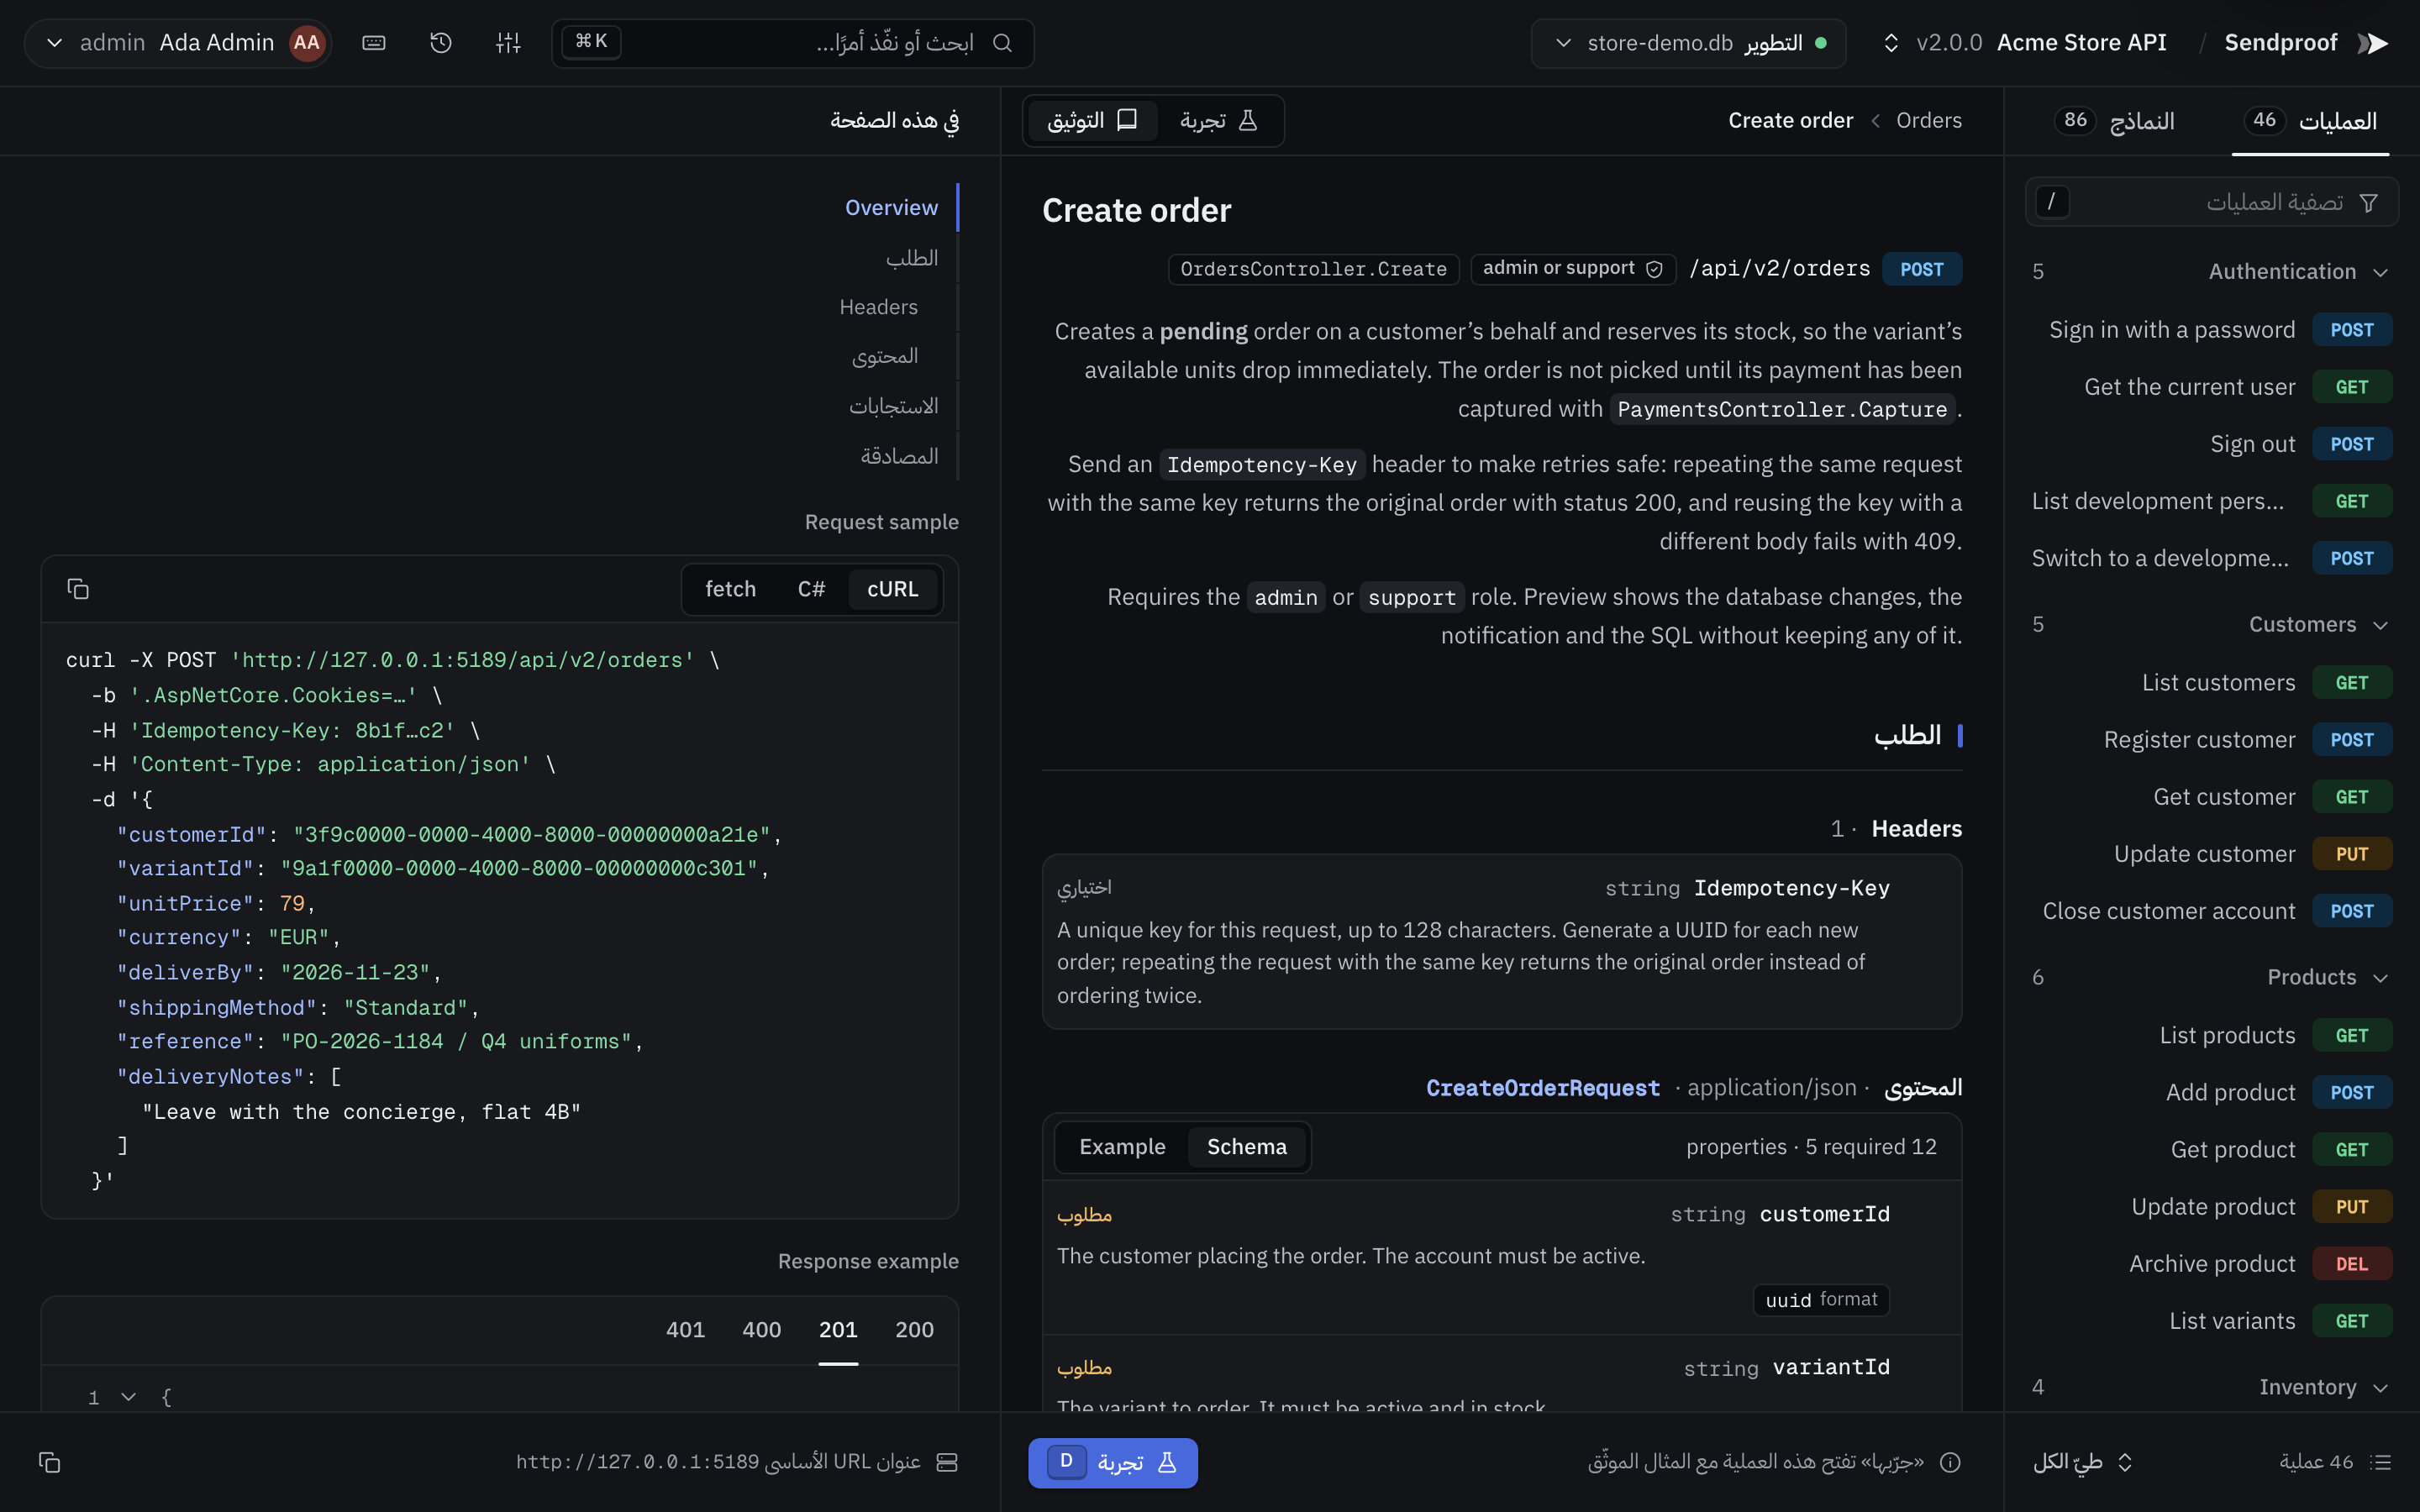 Sendproof / Acme Store API v2.0.0
التطوير store-demo.db
ابحث أو نفّذ أمرًا... ⌘K
AA Ada Admin admin
العمليات 46
النماذج 86
تصفية العمليات /
Authentication 5
POST Sign in with a password
GET Get the current user
POST Sign out
GET List development pers...
POST Switch to a developme...
Customers 5
GET List customers
POST Register customer
GET Get customer
PUT Update customer
POST Close customer account
Products 6
GET List products
POST Add product
GET Get product
PUT Update product
DEL Archive product
GET List variants
Inventory 4
46 عملية
طيّ الكل
Orders Create order
تجربة التوثيق
Create order
POST /api/v2/orders admin or support OrdersController.Create
Creates a pending order on a customer’s behalf and reserves its stock, so the variant’s
available units drop immediately. The order is not picked until its payment has been
captured with PaymentsController.Capture.
Send an Idempotency-Key header to make retries safe: repeating the same request
with the same key returns the original order with status 200, and reusing the key with a
different body fails with 409.
Requires the admin or support role. Preview shows the database changes, the
notification and the SQL without keeping any of it.
الطلب
Headers · 1
Idempotency-Key string اختياري
A unique key for this request, up to 128 characters. Generate a UUID for each new
order; repeating the request with the same key returns the original order instead of
ordering twice.
المحتوى · application/json · CreateOrderRequest
properties · 5 required 12
Schema Example
customerId string مطلوب
The customer placing the order. The account must be active.
uuid format
variantId string مطلوب
The variant to order. It must be active and in stock
«جرّبها» تفتح هذه العملية مع المثال الموثّق
تجربة D
في هذه الصفحة
Overview
الطلب
Headers
المحتوى
الاستجابات
المصادقة
Request sample
cURL C# fetch
curl -X POST 'http://127.0.0.1:5189/api/v2/orders' \
-b '.AspNetCore.Cookies=…' \
-H 'Idempotency-Key: 8b1f…c2' \
-H 'Content-Type: application/json' \
-d '{
"customerId": "3f9c0000-0000-4000-8000-00000000a21e",
"variantId": "9a1f0000-0000-4000-8000-00000000c301",
"unitPrice": 79,
"currency": "EUR",
"deliverBy": "2026-11-23",
"shippingMethod": "Standard",
"reference": "PO-2026-1184 / Q4 uniforms",
"deliveryNotes": [
"Leave with the concierge, flat 4B"
]
}'
Response example
200 201 400 401
1 {
عنوان URL الأساسي http://127.0.0.1:5189